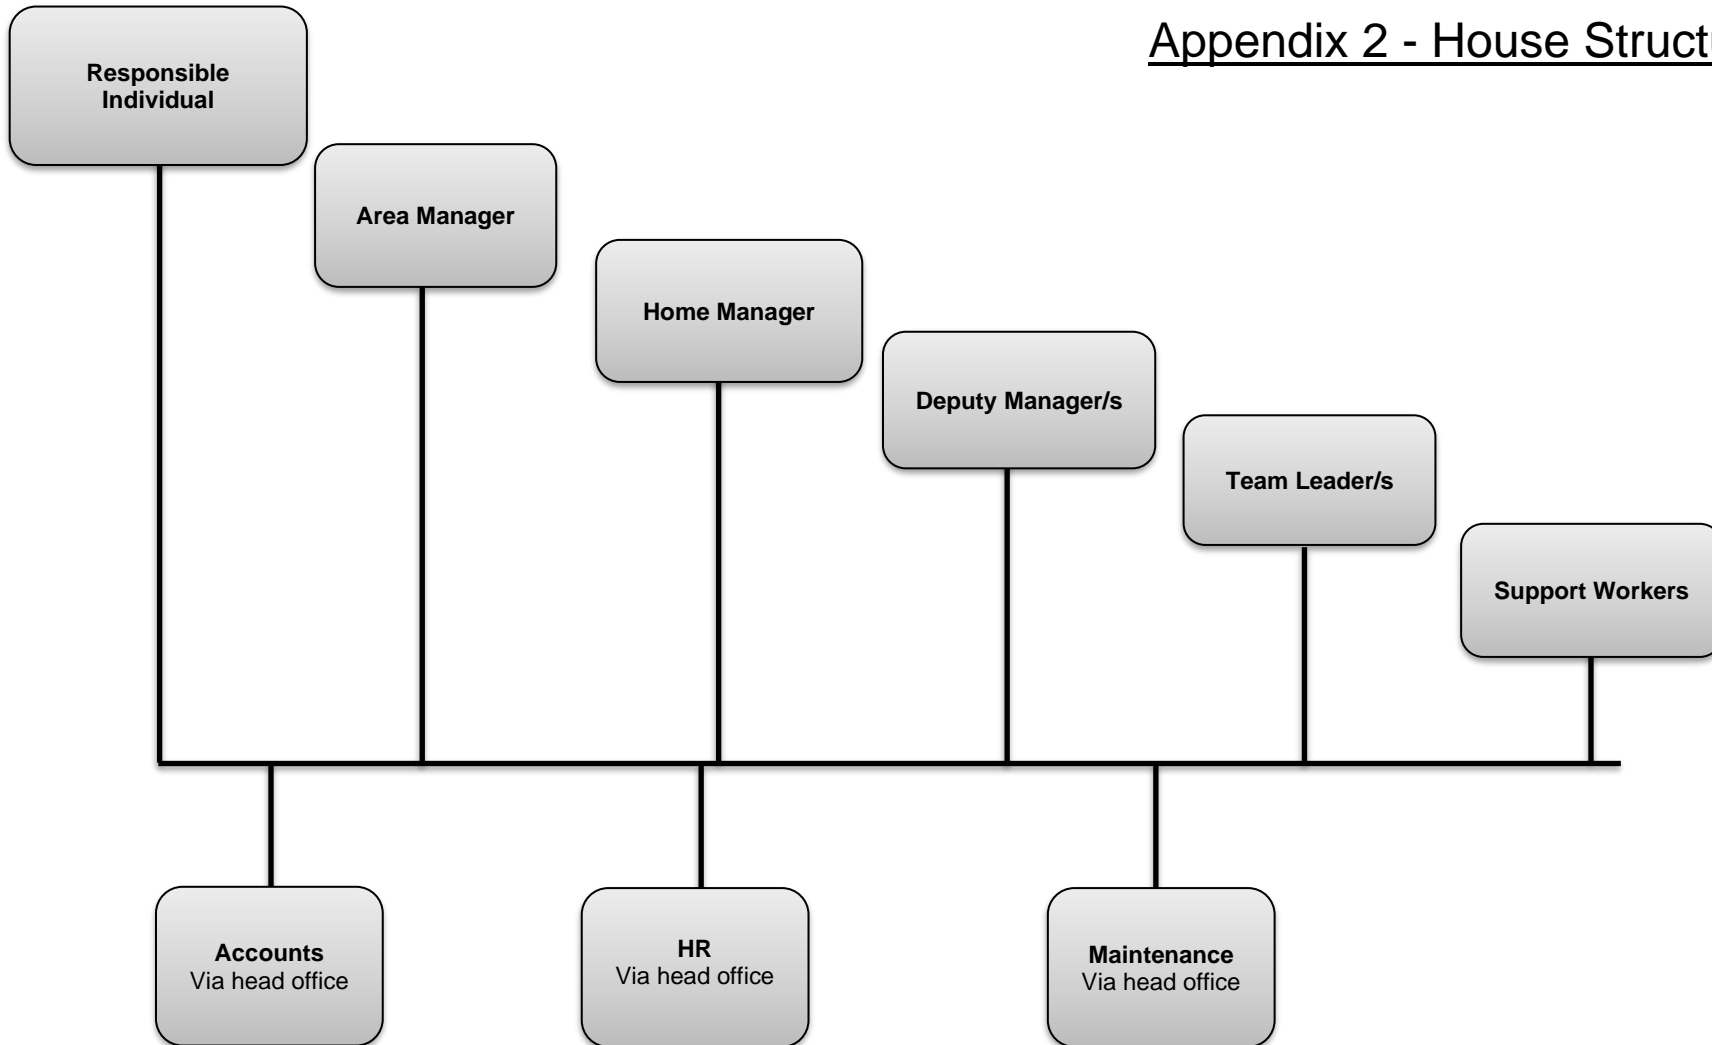 Appendix 2 - House Struct
Responsible
Individual
Area Manager
Home Manager
Deputy Manager/s
Team Leader/s
Support Workers
Accounts
Via head office
HR
Via head office
Maintenance
Via head office